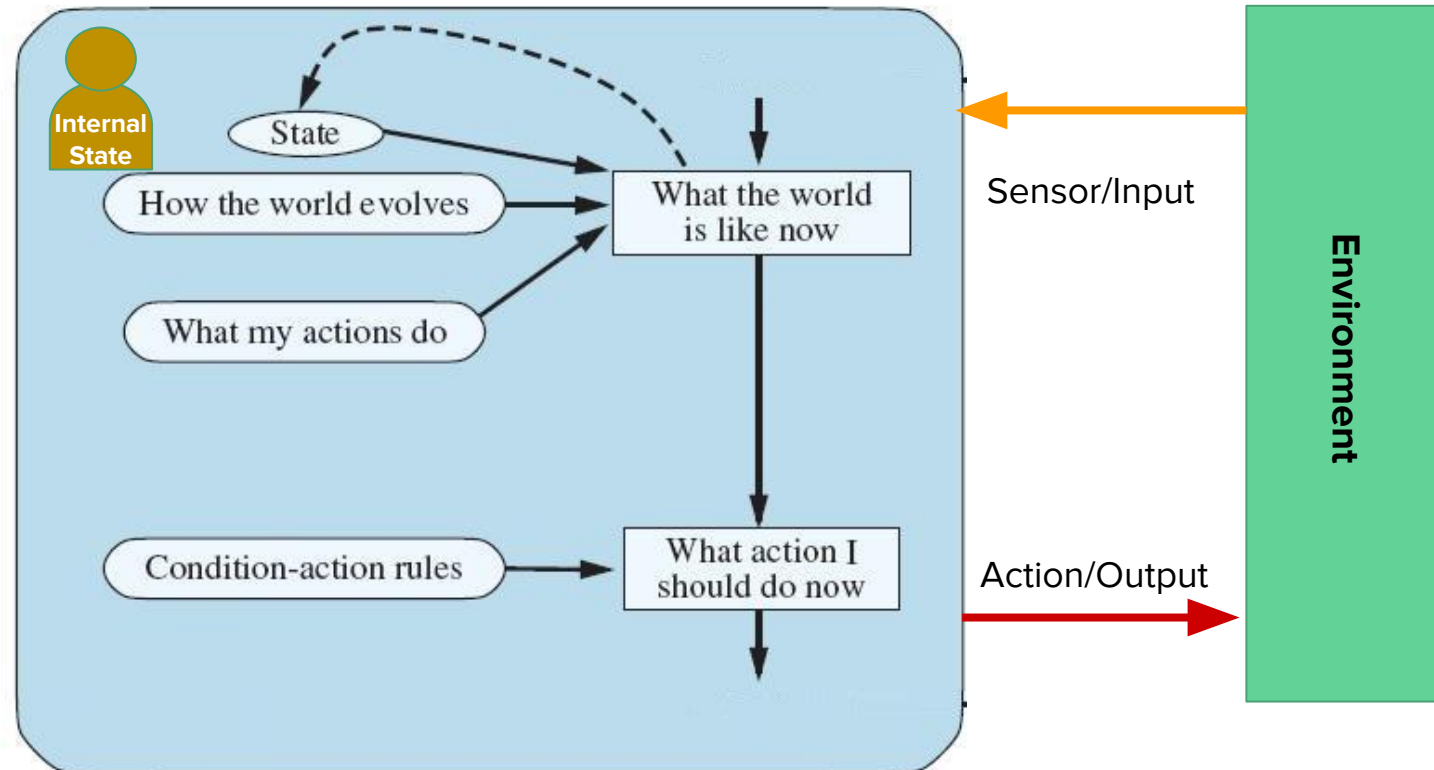 Internal
State
State
How the world evolves
What my actions do
Condition-action rules
What the world
is like now
What action I
should do now
Sensor/Input
Action/Output
Environment